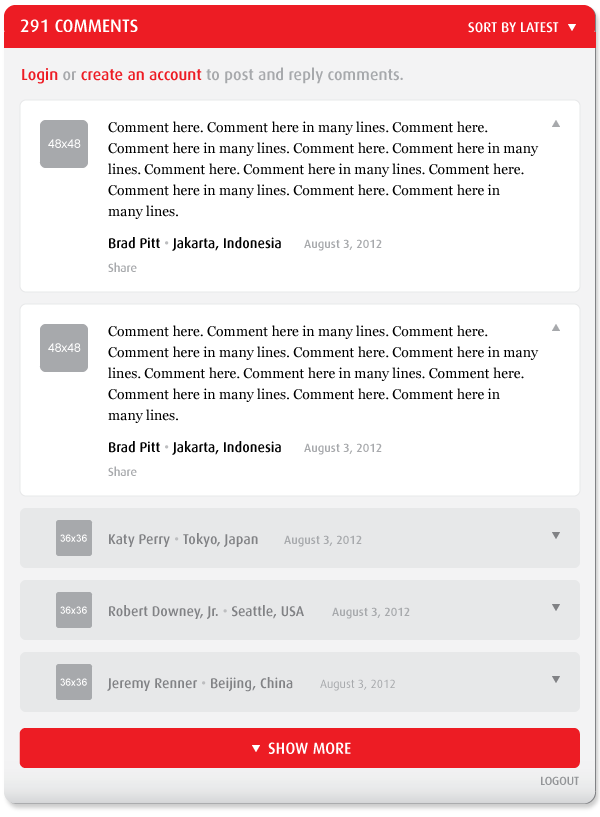 291 COMMENTS SORT BY LATEST
Login or create an account to post and reply comments.
48x48
Comment here. Comment here in many lines. Comment here.
Comment here in many lines. Comment here. Comment here in many
lines. Comment here. Comment here in many lines. Comment here.
Comment here in many lines. Comment here. Comment here in
many lines.
Brad Pitt • Jakarta, Indonesia August 3, 2012
Share
48x48
Comment here. Comment here in many lines. Comment here.
Comment here in many lines. Comment here. Comment here in many
lines. Comment here. Comment here in many lines. Comment here.
Comment here in many lines. Comment here. Comment here in
many lines.
Brad Pitt • Jakarta, Indonesia August 3, 2012
Share
36x36 Katy Perry • Tokyo, Japan August 3, 2012
36x36 Robert Downey, Jr. • Seattle, USA August 3, 2012
36x36 Jeremy Renner • Beijing, China August 3, 2012
SHOW MORE
LOGOUT